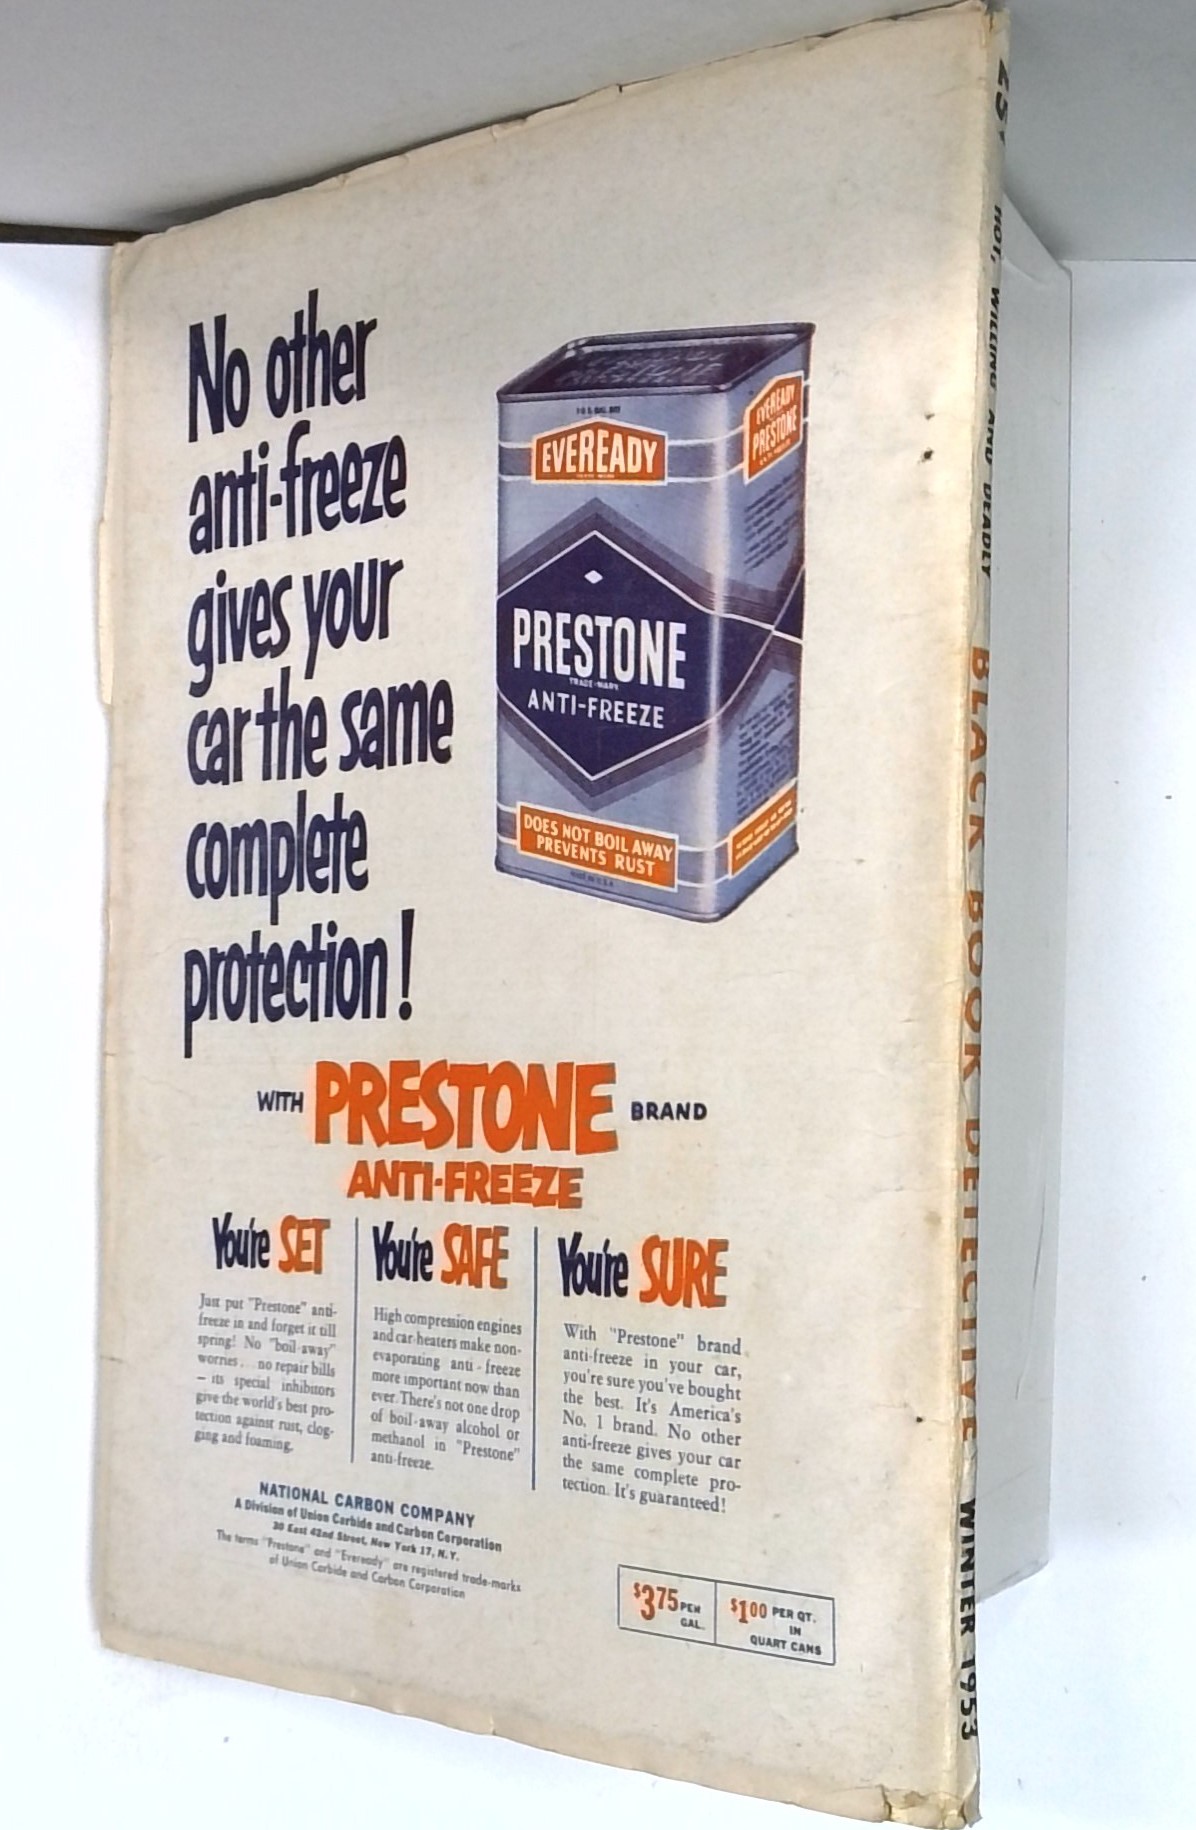 No other
anti-freeze
gives your
car the same
complete
protection!
EVEREADY
PRESTONE
TRADE-MARK
ANTI-FREEZE
DOES NOT BOIL AWAY
PREVENTS RUST
MADE IN U.S.A.
EVEREADY
PRESTONE
WITH PRESTONE BRAND
ANTI-FREEZE
You're SET
Just put "Prestone" anti-
freeze in and forget it till
spring! No "boil-away"
worries... no repair bills
— its special inhibitors
give the world's best pro-
tection against rust, clog-
ging and foaming.
You're SAFE
High compression engines
and car-heaters make non-
evaporating anti-freeze
more important now than
ever. There's not one drop
of boil-away alcohol or
methanol in "Prestone"
anti-freeze.
You're SURE
With "Prestone" brand
anti-freeze in your car,
you're sure you've bought
the best. It's America's
No. 1 brand. No other
anti-freeze gives your car
the same complete pro-
tection. It's guaranteed!
NATIONAL CARBON COMPANY
A Division of Union Carbide and Carbon Corporation
30 East 42nd Street, New York 17, N.Y.
The terms "Prestone" and "Eveready" are registered trade-marks
of Union Carbide and Carbon Corporation
$3.75 PER
GAL.
$1.00 PER QT.
IN
QUART CANS
25¢ HOT, WILLING AND DEADLY BLACK BOOK DETECTIVE WINTER 1953